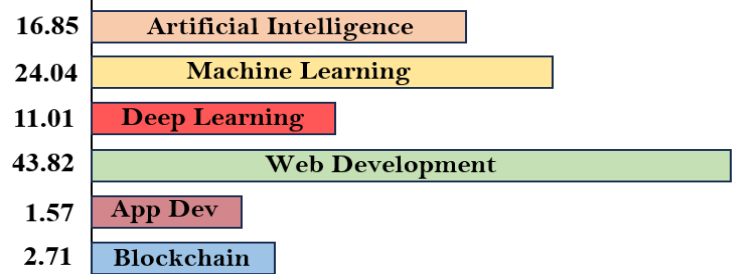 16.85 Artificial Intelligence
24.04 Machine Learning
11.01 Deep Learning
43.82 Web Development
1.57 App Dev
2.71 Blockchain